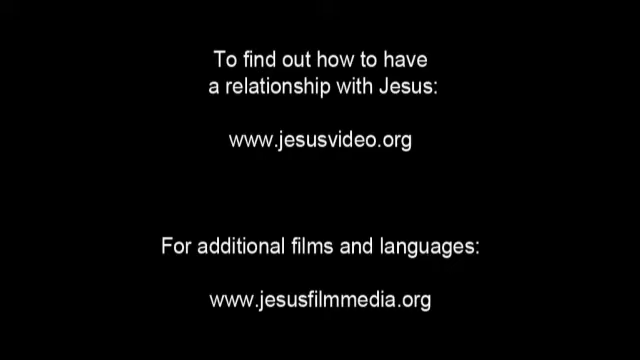 To find out how to have
a relationship with Jesus:
www.jesusvideo.org
For additional films and languages:
www.jesusfilmmedia.org